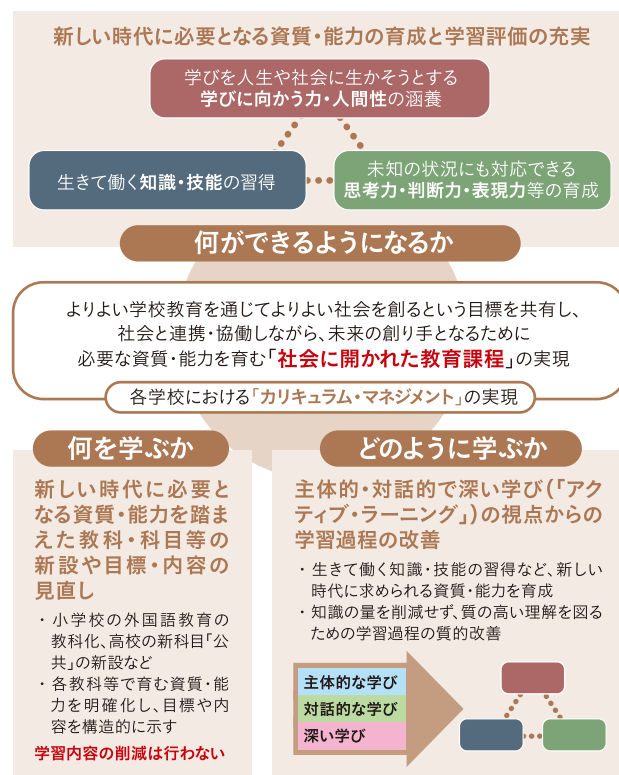 新しい時代に必要となる資質・能力の育成と学習評価の充実
学びを人生や社会に生かそうとする
学びに向かう力・人間性の涵養
生きて働く知識・技能の習得
未知の状況にも対応できる
思考力・判断力・表現力等の育成
何ができるようになるか
よりよい学校教育を通じてよりよい社会を創るという目標を共有し、
社会と連携・協働しながら、未来の創り手となるために
必要な資質・能力を育む「社会に開かれた教育課程」の実現
各学校における「カリキュラム・マネジメント」の実現
何を学ぶか
新しい時代に必要と
なる資質・能力を踏ま
えた教科・科目等の
新設や目標・内容の
見直し
・小学校の外国語教育の
教科化、高校の新科目「公
共」の新設など
・各教科等で育む資質・能
力を明確化し、目標や内
容を構造的に示す
学習内容の削減は行わない
どのように学ぶか
主体的・対話的で深い学び(「アク
ティブ・ラーニング」)の視点からの
学習過程の改善
・生きて働く知識・技能の習得など、新しい
時代に求められる資質・能力を育成
・知識の量を削減せず、質の高い理解を図る
ための学習過程の質的改善
主体的な学び
対話的な学び
深い学び